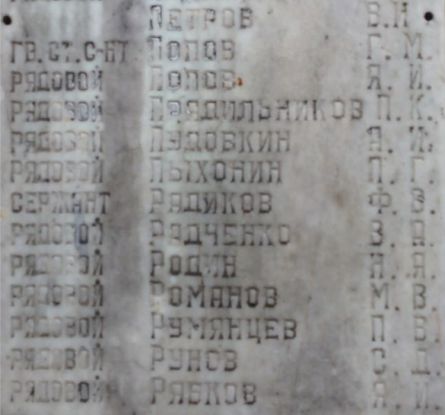 ПЕТРОВ В.Н
ГВ.СТ.С-НТ ПОПОВ Г. М.
РЯДОВОЙ ПОПОВ Я. И.
РЯДОВОЙ ПРЯДИЛЬНИКОВ П. К.
РЯДОВОЙ ПУДОВКИН
РЯДОВОЙ ПЫХОНИН П. Г.
СЕРЖАНТ РЯДИКОВ Ф. В.
РЯДОВОЙ РЯДЧЕНКО В. А.
РЯДОВОЙ РОДИН
РЯДОВОЙ РОМАНОВ М. В.
РЯДОВОЙ РУМЯНЦЕВ П. В.
РЯДОВОЙ РУНОВ С. Д.
РЯДОВОЙ РЯБКОВ